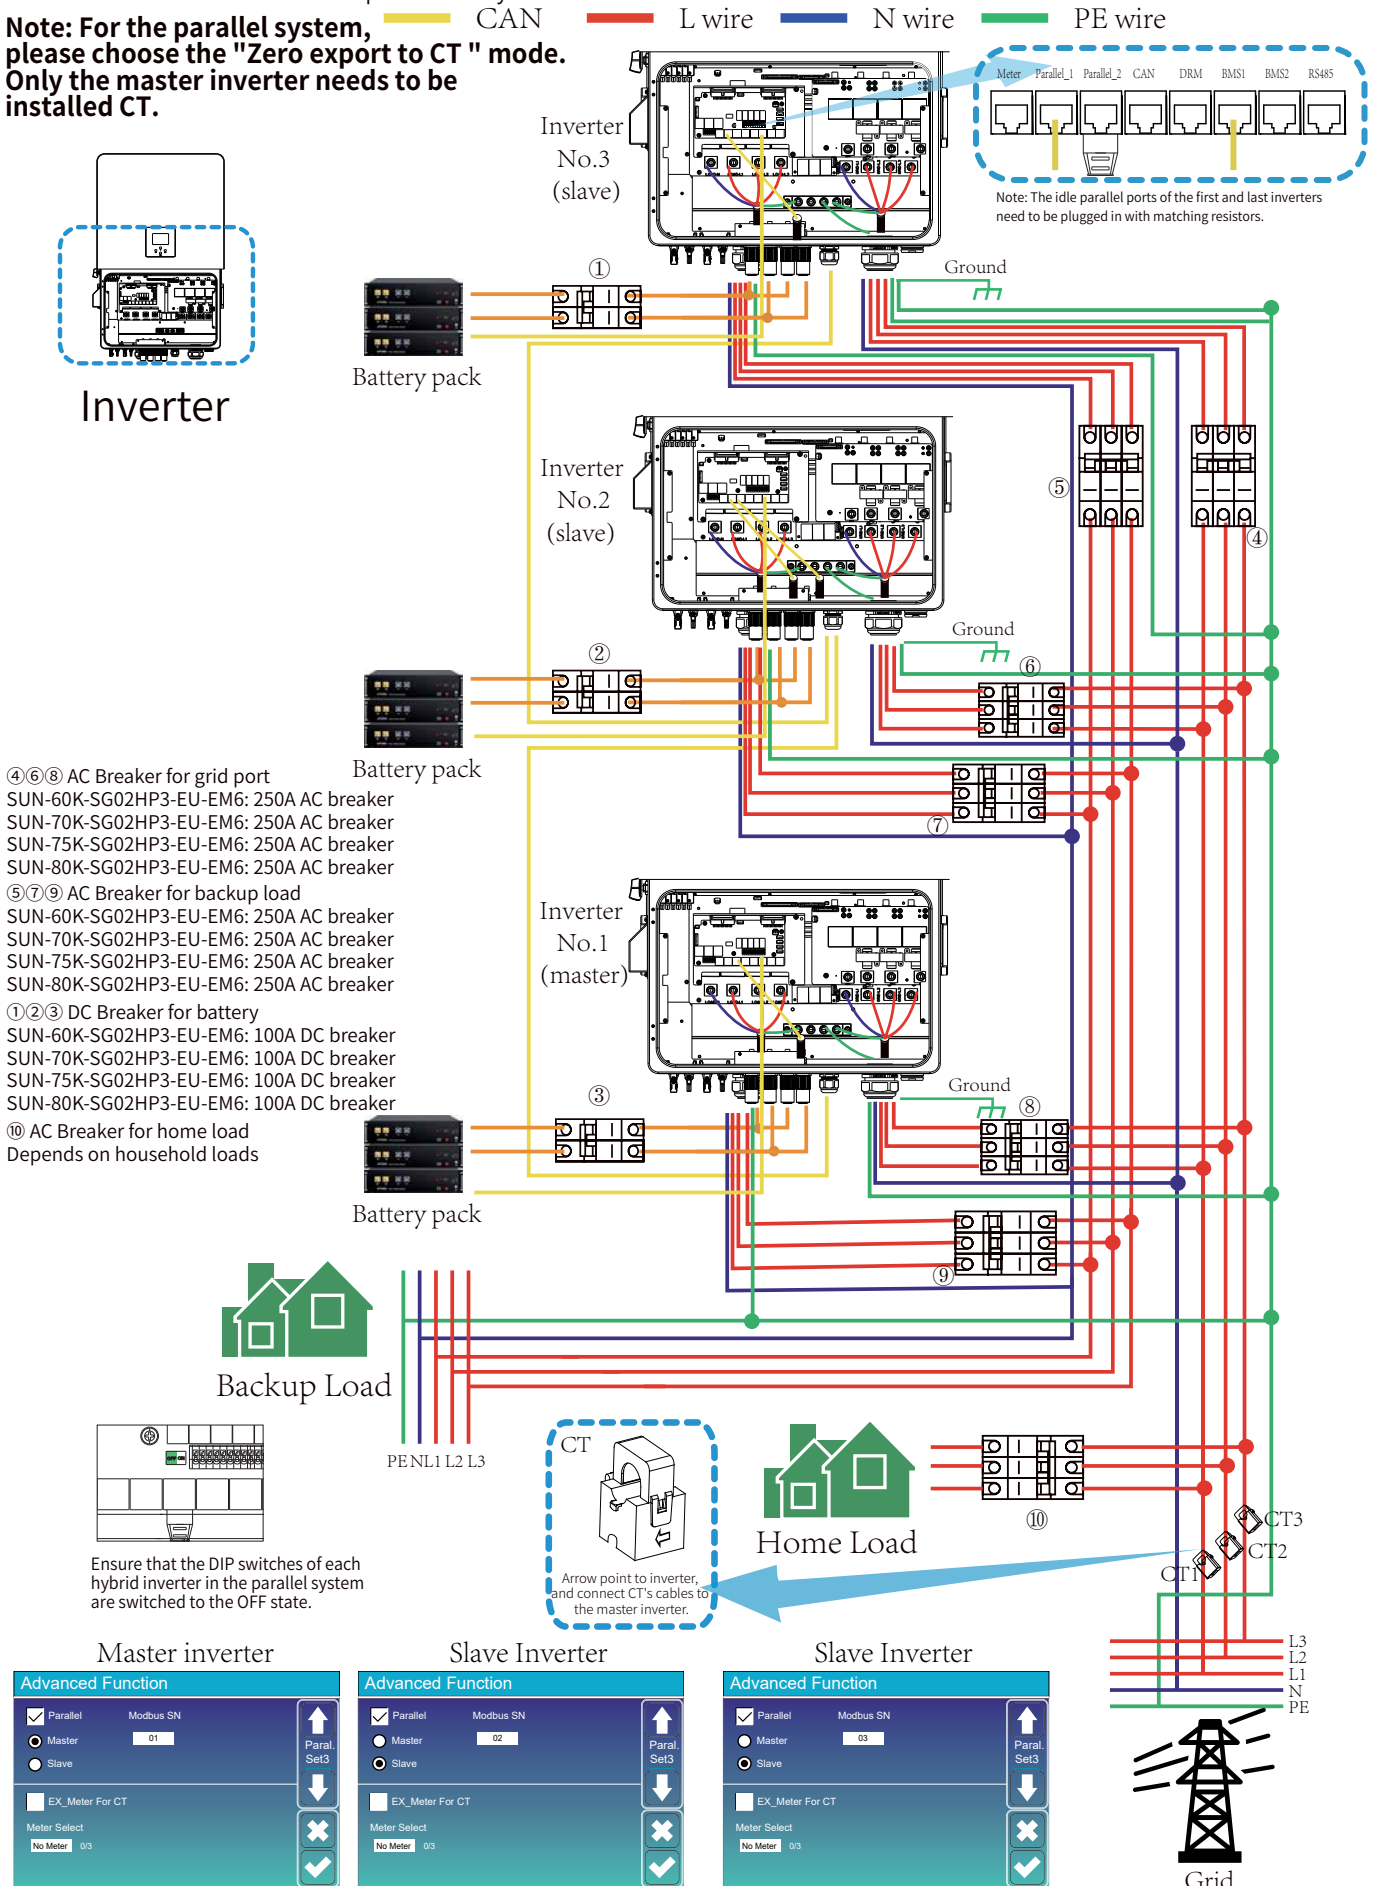 CAN
L wire
N wire
PE wire
Note: For the parallel system,
please choose the "Zero export to CT " mode.
Only the master inverter needs to be
installed CT.
Meter Parallel_1 Parallel_2 CAN DRM BMS1 BMS2 RS485
Note: The idle parallel ports of the first and last inverters
need to be plugged in with matching resistors.
Inverter
No.3
(slave)
Ground
①
Battery pack
Inverter
Inverter
No.2
(slave)
⑤
④
Ground
②
⑥
Battery pack
⑦
④⑥⑧ AC Breaker for grid port
SUN-60K-SG02HP3-EU-EM6: 250A AC breaker
SUN-70K-SG02HP3-EU-EM6: 250A AC breaker
SUN-75K-SG02HP3-EU-EM6: 250A AC breaker
SUN-80K-SG02HP3-EU-EM6: 250A AC breaker
⑤⑦⑨ AC Breaker for backup load
SUN-60K-SG02HP3-EU-EM6: 250A AC breaker
SUN-70K-SG02HP3-EU-EM6: 250A AC breaker
SUN-75K-SG02HP3-EU-EM6: 250A AC breaker
SUN-80K-SG02HP3-EU-EM6: 250A AC breaker
①②③ DC Breaker for battery
SUN-60K-SG02HP3-EU-EM6: 100A DC breaker
SUN-70K-SG02HP3-EU-EM6: 100A DC breaker
SUN-75K-SG02HP3-EU-EM6: 100A DC breaker
SUN-80K-SG02HP3-EU-EM6: 100A DC breaker
⑩ AC Breaker for home load
Depends on household loads
Inverter
No.1
(master)
Ground
③
⑧
Battery pack
⑨
Backup Load
PE N L1 L2 L3
CT
Arrow point to inverter,
and connect CT's cables to
the master inverter.
Home Load
⑩
CT3
CT2
CT1
OFF ON
Ensure that the DIP switches of each
hybrid inverter in the parallel system
are switched to the OFF state.
L3
L2
L1
N
PE
Grid
Master inverter
Advanced Function
Parallel
Modbus SN
Master
01
Slave
Paral.
Set3
EX_Meter For CT
Meter Select
No Meter 0/3
Slave Inverter
Advanced Function
Parallel
Modbus SN
Master
02
Slave
Paral.
Set3
EX_Meter For CT
Meter Select
No Meter 0/3
Slave Inverter
Advanced Function
Parallel
Modbus SN
Master
03
Slave
Paral.
Set3
EX_Meter For CT
Meter Select
No Meter 0/3